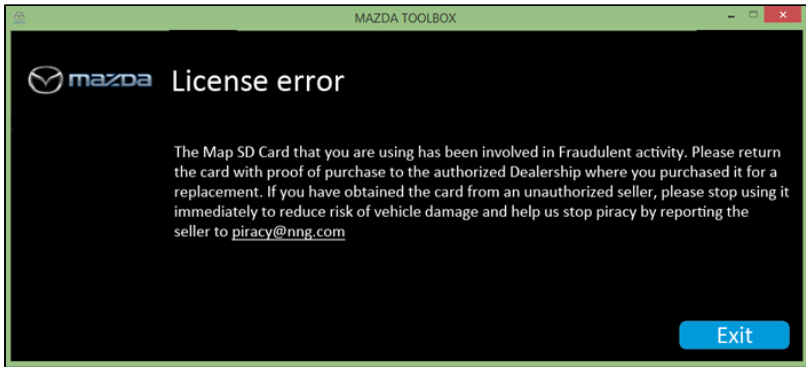 MAZDA TOOLBOX
mazda
License error
The Map SD Card that you are using has been involved in Fraudulent activity. Please return
the card with proof of purchase to the authorized Dealership where you purchased it for a
replacement. If you have obtained the card from an unauthorized seller, please stop using it
immediately to reduce risk of vehicle damage and help us stop piracy by reporting the
seller to piracy@nng.com
Exit